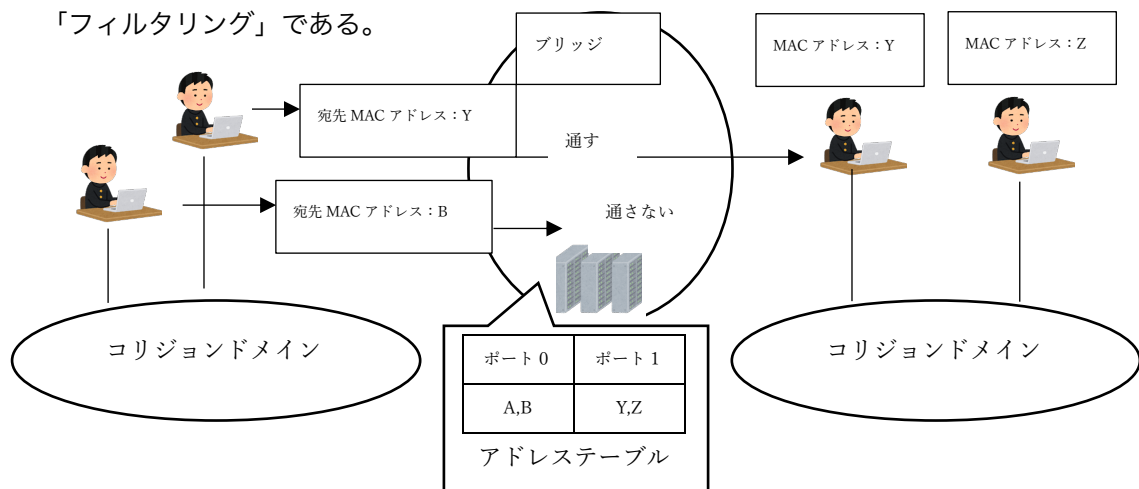 「フィルタリング」である。
ブリッジ
MAC アドレス：Y
MAC アドレス：Z
宛先 MAC アドレス：Y
通す
宛先 MAC アドレス：B
通さない
コリジョンドメイン
コリジョンドメイン
ポート 0
ポート 1
A,B
Y,Z
アドレステーブル